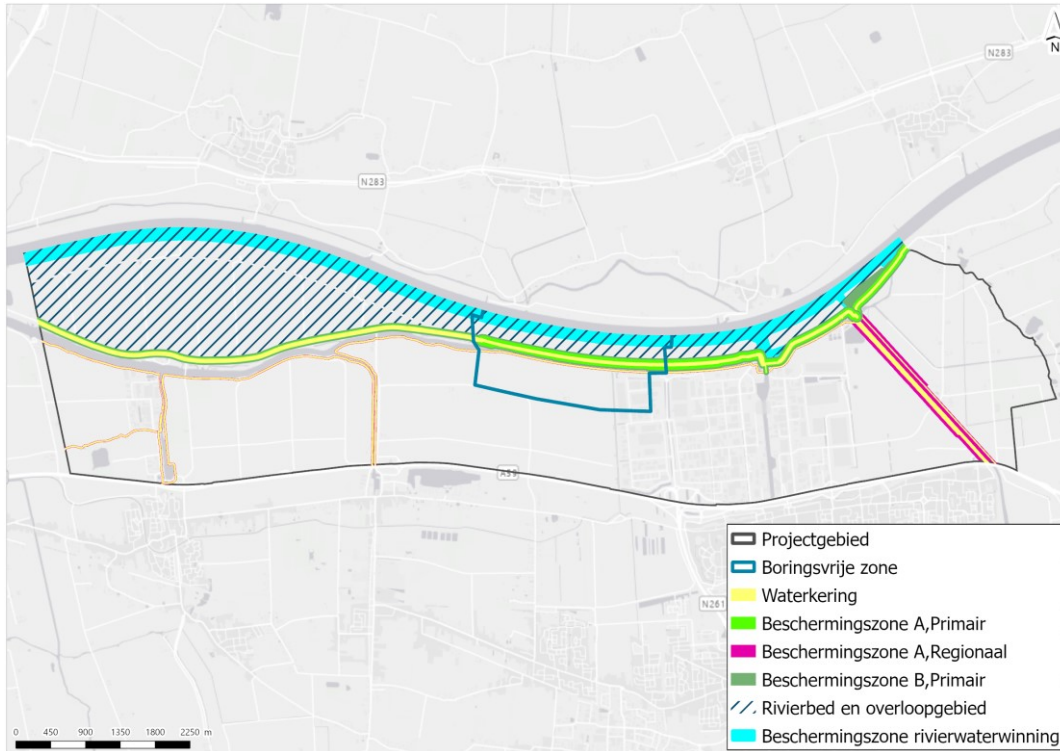 N283
N
N283
A59
N261
Projectgebied
Boringsvrije zone
Waterkering
Beschermingszone A,Primair
Beschermingszone A,Regionaal
Beschermingszone B,Primair
Rivierbed en overloopgebied
Beschermingszone rivierwaterwinning
0 450 900 1350 1800 2250 m